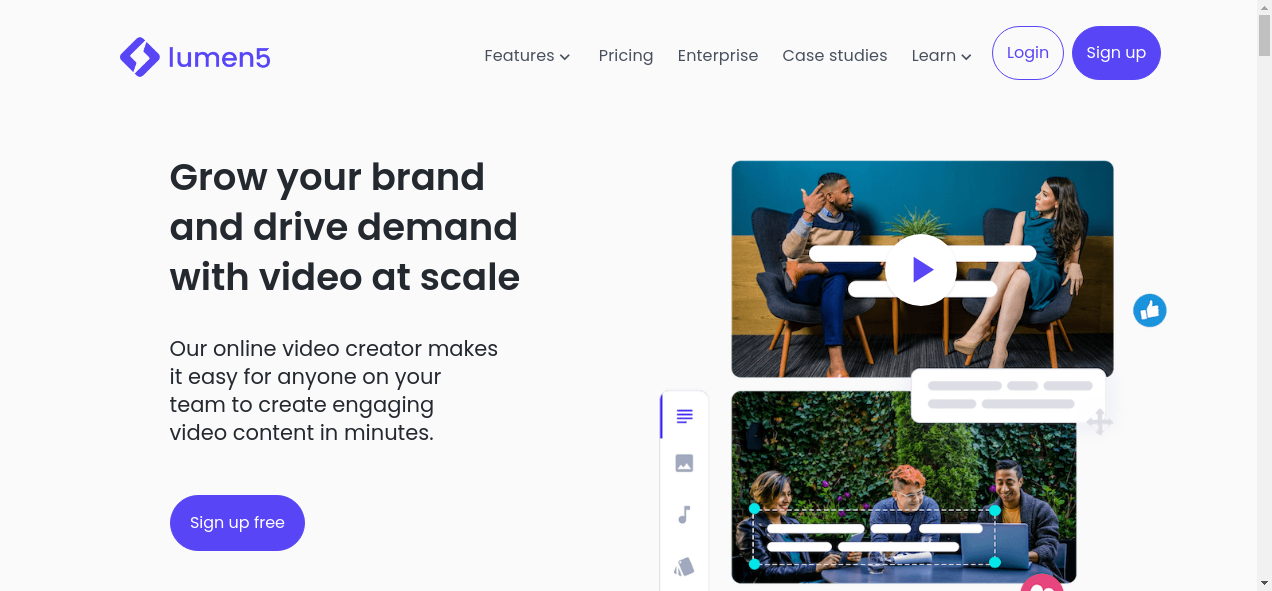 lumen5
Features
Pricing
Enterprise
Case studies
Learn
Login
Sign up
Grow your brand
and drive demand
with video at scale
Our online video creator makes
it easy for anyone on your
team to create engaging
video content in minutes.
Sign up free